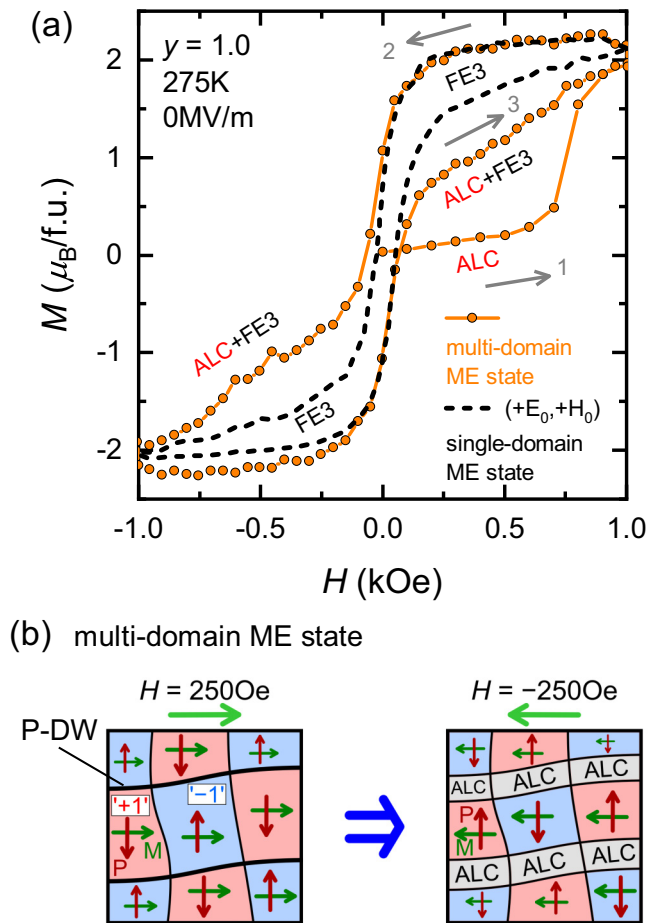 (a)
y = 1.0
275K
0MV/m
2
FE3
3
ALC+FE3
ALC
1
ALC+FE3
FE3
multi-domain
ME state
(+E₀,+H₀)
single-domain
ME state
M (μB/f.u.)
2
1
0
-1
-2
-1.0 -0.5 0.0 0.5 1.0
H (kOe)
(b) multi-domain ME state
H = 250Oe H = −250Oe
P-DW
'+1' '−1'
P M
ALC ALC ALC
P
M
ALC ALC ALC